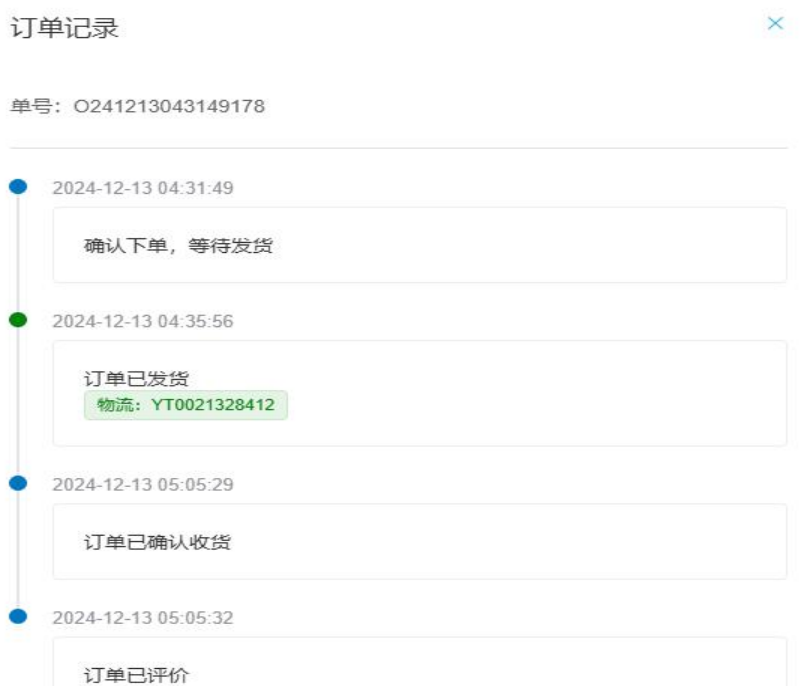 订单记录
单号：O241213043149178
2024-12-13 04:31:49
确认下单，等待发货
2024-12-13 04:35:56
订单已发货
物流：YT0021328412
2024-12-13 05:05:29
订单已确认收货
2024-12-13 05:05:32
订单已评价